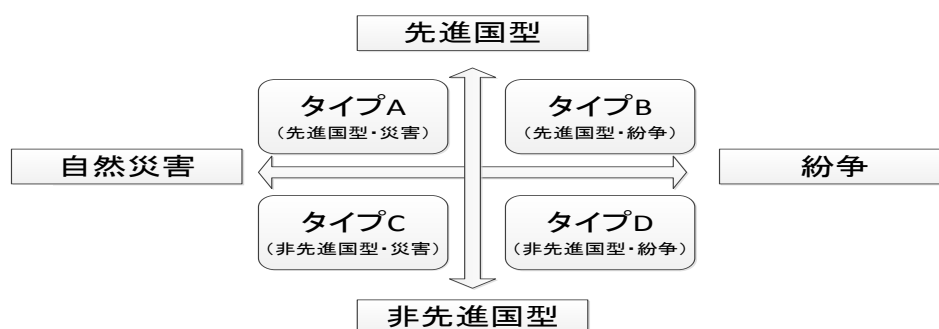 先進国型
タイプA
（先進国型・災害）
タイプB
（先進国型・紛争）
自然災害
紛争
タイプC
（非先進国型・災害）
タイプD
（非先進国型・紛争）
非先進国型